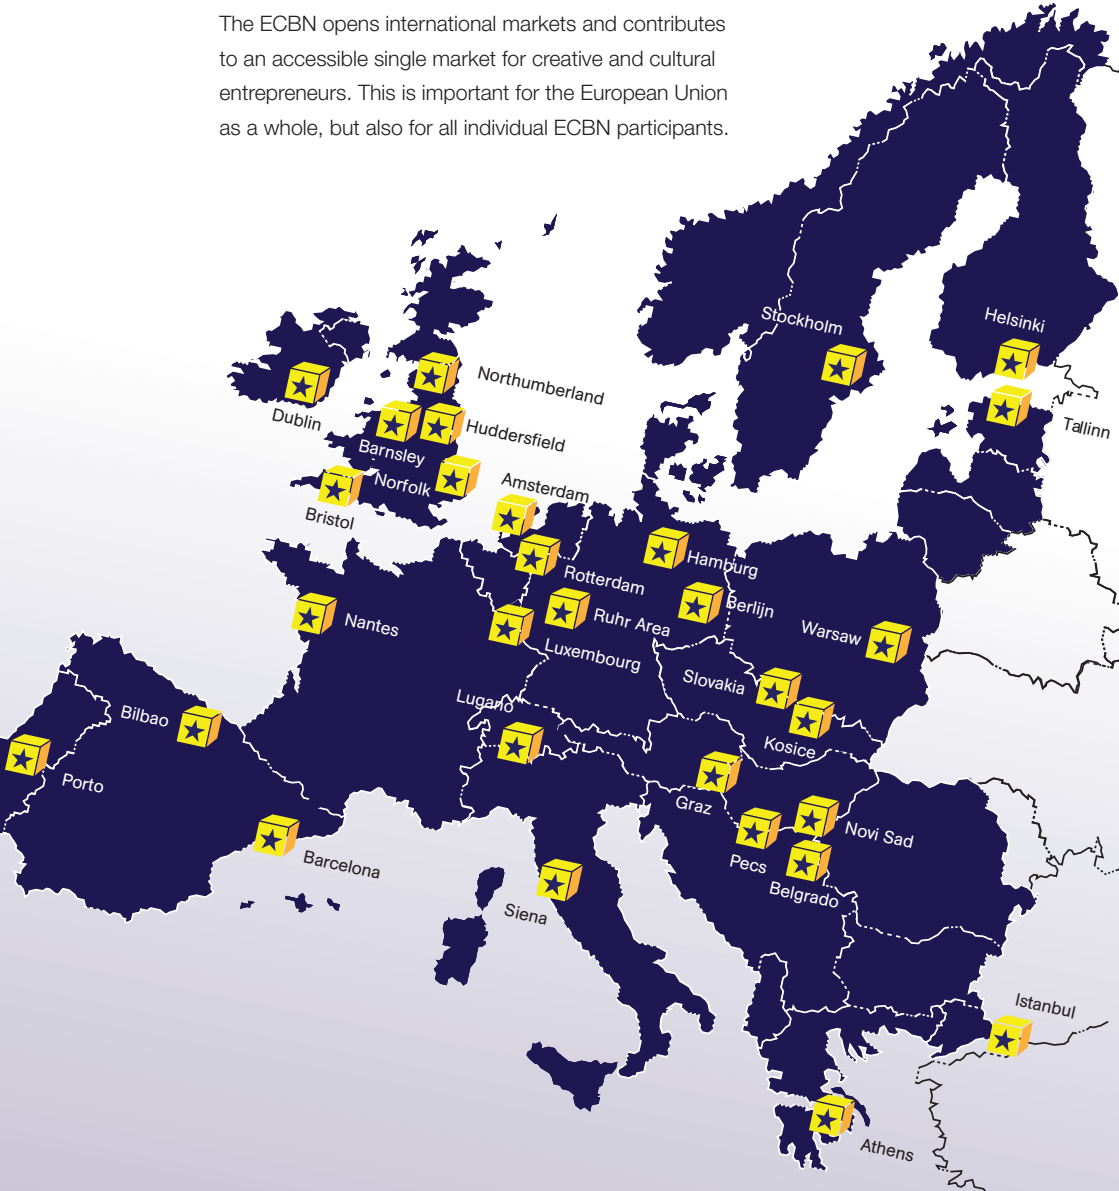 The ECBN opens international markets and contributes
to an accessible single market for creative and cultural
entrepreneurs. This is important for the European Union
as a whole, but also for all individual ECBN participants.
Stockholm
Helsinki
Tallinn
Northumberland
Dublin
Huddersfield
Barnsley
Norfolk
Amsterdam
Bristol
Hamburg
Rotterdam
Berlijn
Ruhr Area
Nantes
Warsaw
Luxembourg
Slovakia
Lugano
Bilbao
Kosice
Porto
Graz
Novi Sad
Barcelona
Pecs
Belgrado
Siena
Istanbul
Athens